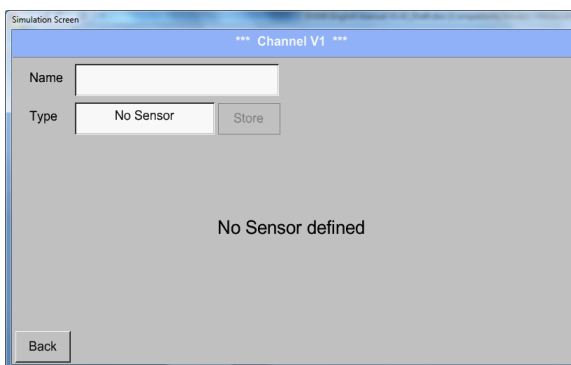 Simulation Screen
*** Channel V1 ***
Name
Type No Sensor Store
No Sensor defined
Back